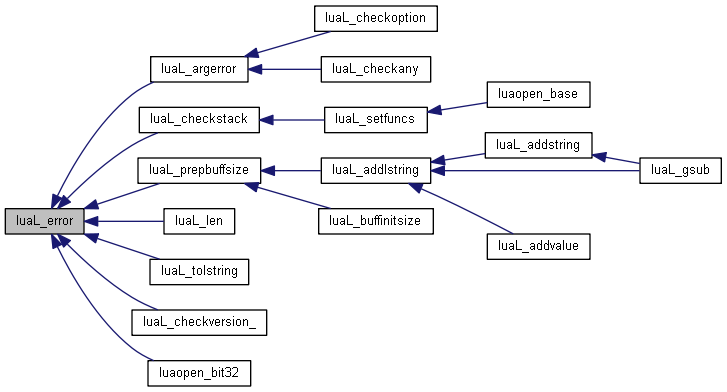 luaL_checkoption
luaL_argerror
luaL_checkany
luaopen_base
luaL_checkstack
luaL_setfuncs
luaL_addstring
luaL_prepbuffsize
luaL_addlstring
luaL_gsub
luaL_error
luaL_len
luaL_buffinitsize
luaL_addvalue
luaL_tolstring
luaL_checkversion_
luaopen_bit32